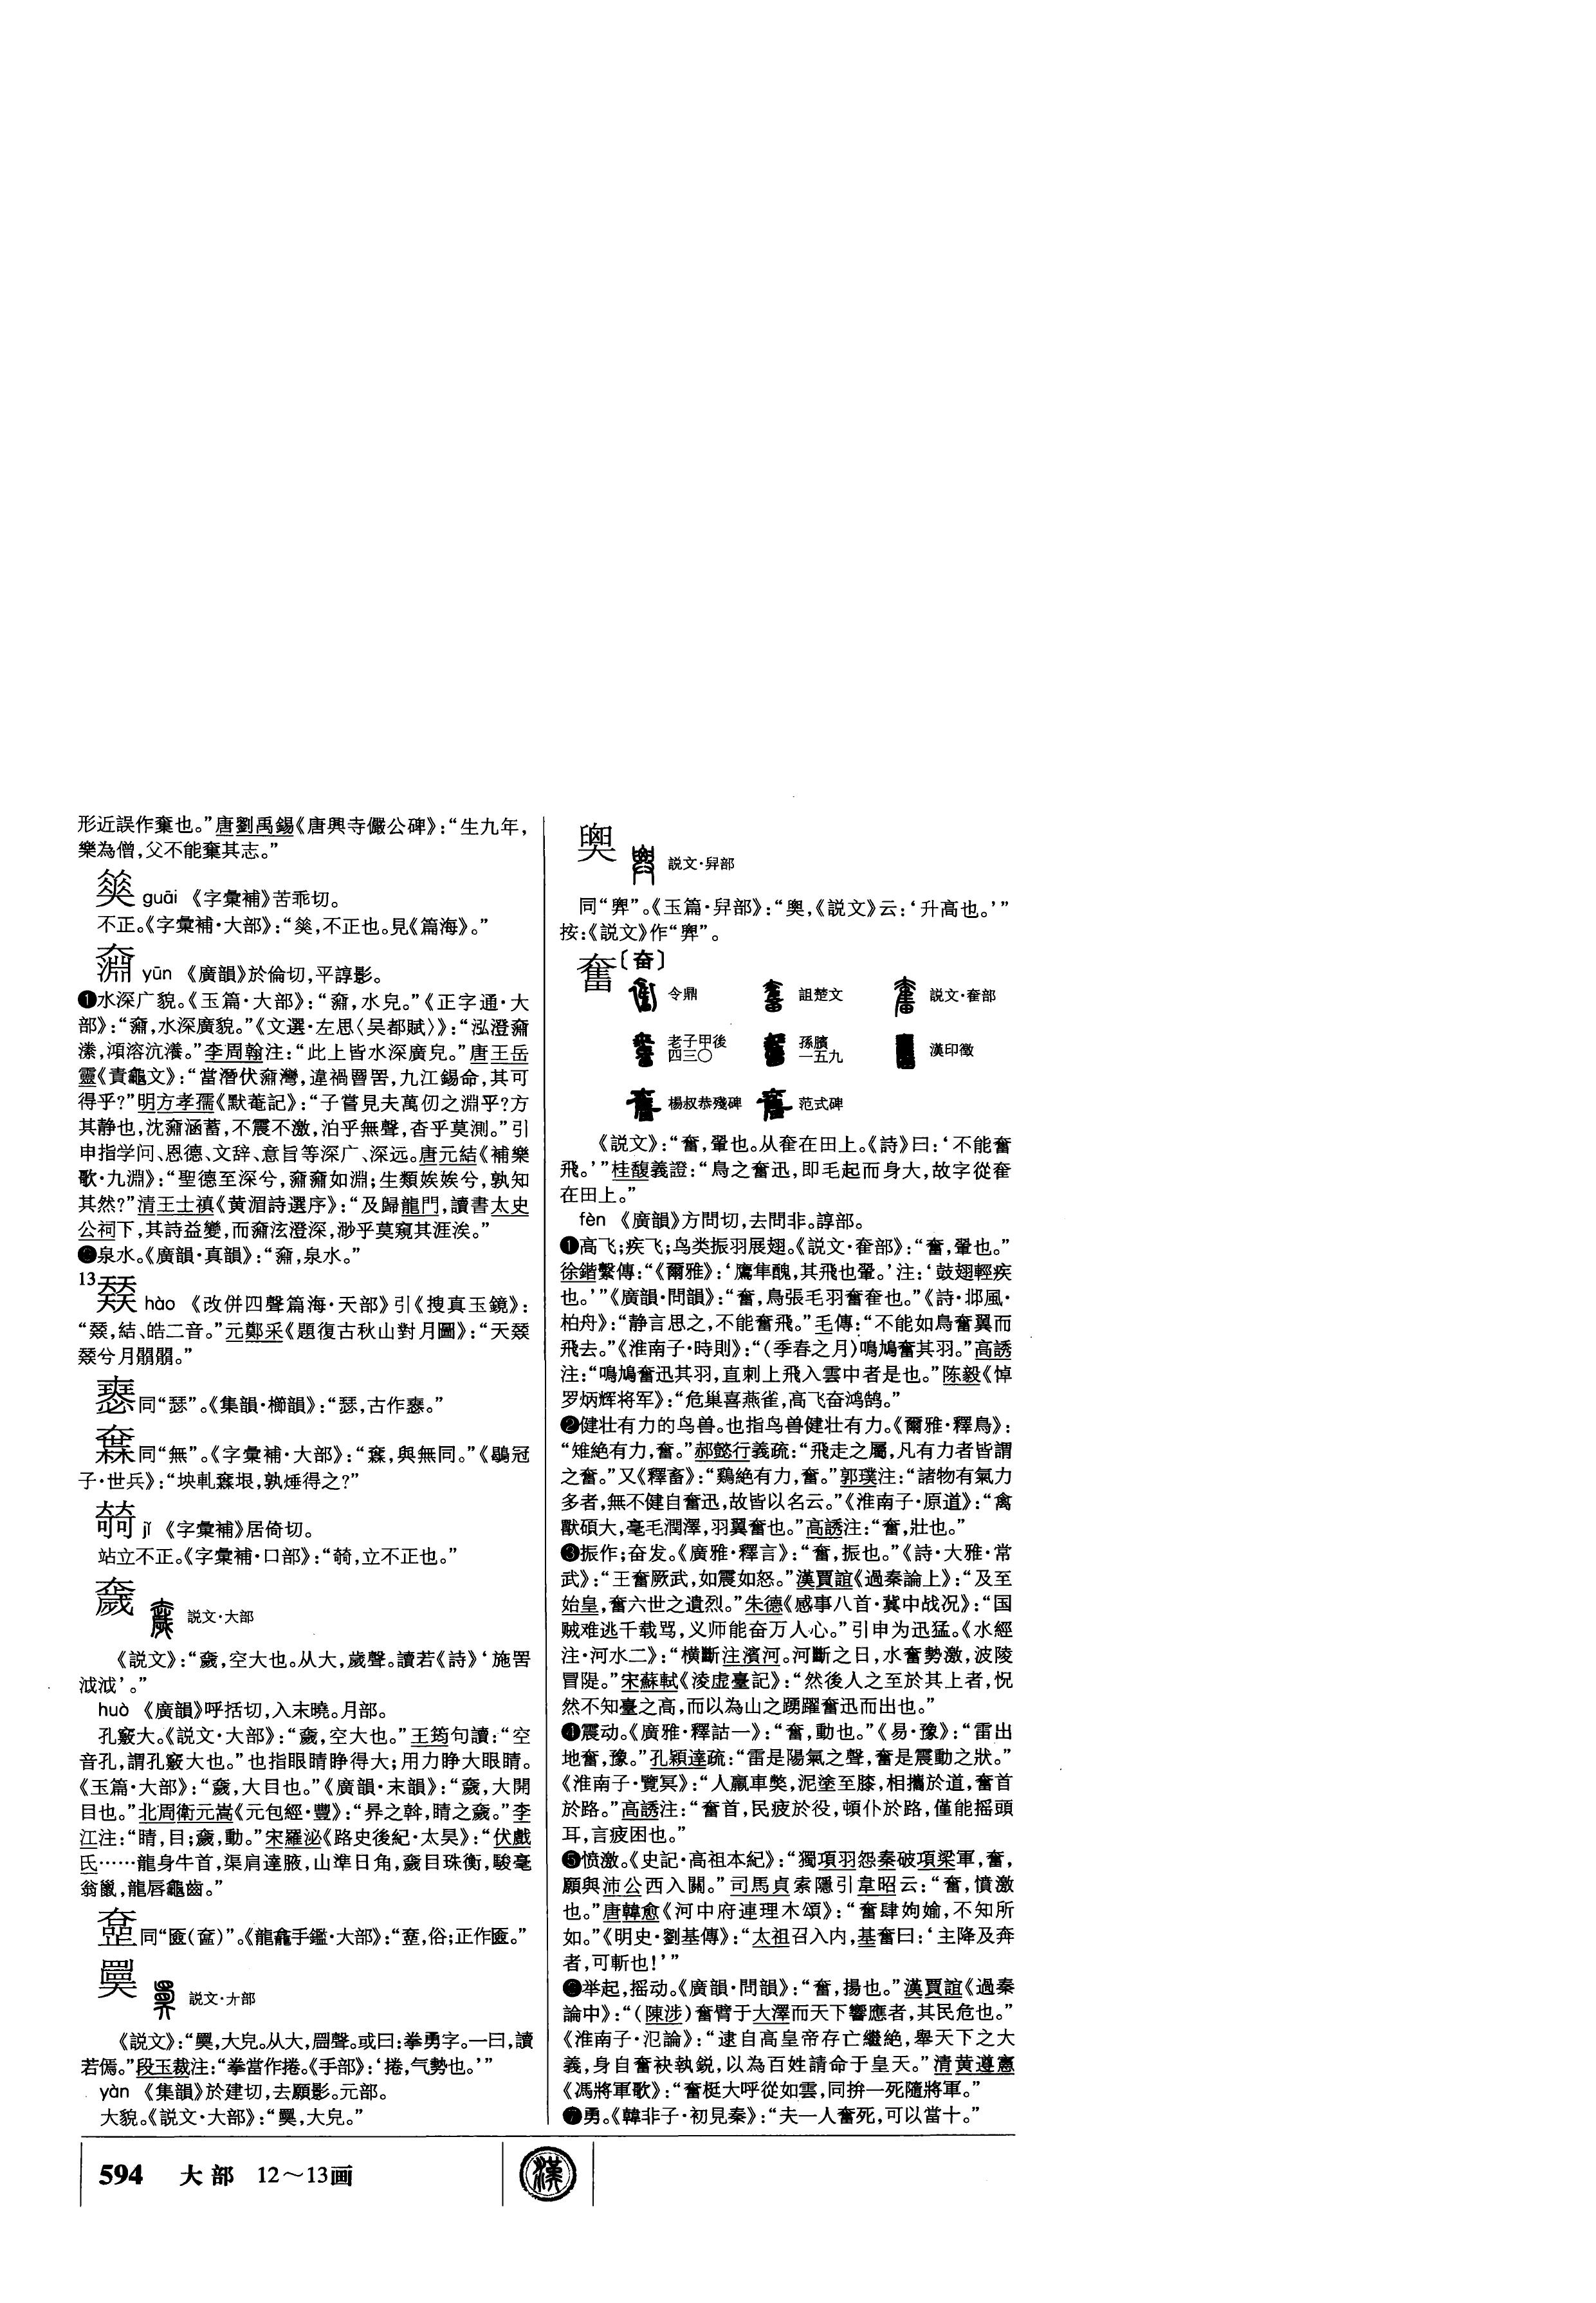 形近誤作棄也。”唐劉禹錫《唐興寺儼公碑》：“生九年，
樂為僧，父不能棄其志。”
guāi 《字彙補》苦乖切。
不正。《字彙補·大部》：“，不正也。見《篇海》。”
奫 yūn 《廣韻》於倫切，平諄影。
❶水深广貌。《玉篇·大部》：“奫，水皃。”《正字通·大
部》：“奫，水深廣貌。”《文選·左思〈吴都賦〉》：“泓澄奫
潫，澒溶沆瀁。”李周翰注：“此上皆水深廣皃。”唐王岳
靈《責龜文》：“當潛伏奫灣，違禍罾罟，九江錫命，其可
得乎？”明方孝孺《默菴記》：“子嘗見夫萬仞之淵乎？方
其静也，沈奫涵蓄，不震不激，泊乎無聲，杳乎莫測。”引
申指学问、恩德、文辞、意旨等深广、深远。唐元結《補樂
歌·九淵》：“聖德至深兮，奫奫如淵；生類娭娭兮，孰知
其然？”清王士禛《黄湄詩選序》：“及歸龍門，讀書太史
公祠下，其詩益變，而奫泫澄深，渺乎莫窺其涯涘。”
❷泉水。《廣韻·真韻》：“奫，泉水。”
13 㚙 hào 《改併四聲篇海·天部》引《搜真玉鏡》：
“，結、皓二音。”元鄭采《題復古秋山對月圖》：“天
兮月朤朤。”
同“瑟”。《集韻·櫛韻》：“瑟，古作。”
橆同“無”。《字彙補·大部》：“，與無同。”《鶡冠
子·世兵》：“坱軋垠，孰煙得之？”
jǐ 《字彙補》居倚切。
站立不正。《字彙補·口部》：“，立不正也。”
奯 説文·大部
《説文》：“奯，空大也。从大，歲聲。讀若《詩》‘施罟
泧泧’。”
huò 《廣韻》呼括切，入末曉。月部。
孔竅大。《説文·大部》：“奯，空大也。”王筠句讀：“空
音孔，謂孔竅大也。”也指眼睛睁得大；用力睁大眼睛。
《玉篇·大部》：“奯，大目也。”《廣韻·末韻》：“奯，大開
目也。”北周衛元嵩《元包經·豐》：“昇之斡，睛之奯。”李
江注：“睛，目；奯，動。”宋羅泌《路史後紀·太昊》：“伏戲
氏……龍身牛首，渠肩達腋，山準日角，奯目珠衡，駿毫
翁鬣，龍唇龜齒。”
同“匳（奩）”。《龍龕手鑑·大部》：“，俗；正作匳。”
奰 説文·夰部
《説文》：“，大皃。从大，𥄎聲。或曰：拳勇字。一曰，讀
若傿。”段玉裁注：“拳當作捲。《手部》：‘捲，气勢也。’”
yàn 《集韻》於建切，去願影。元部。
大貌。《説文·大部》：“，大皃。”
説文·舁部
同“䙴”。《玉篇·舁部》：“，《説文》云：‘升高也。’”
按：《説文》作“”。
奮〔奋〕
令鼎 詛楚文 説文·奞部
老子甲後四三〇 孫臏一五九 漢印徵
楊叔恭殘碑 范式碑
《説文》：“奮，翬也。从奞在田上。《詩》曰：‘不能奮
飛。’”桂馥義證：“鳥之奮迅，即毛起而身大，故字從奞
在田上。”
fèn 《廣韻》方問切，去問非。諄部。
❶高飞；疾飞；鸟类振羽展翅。《説文·奞部》：“奮，翬也。”
徐鍇繫傳：“《爾雅》：‘鷹隼醜，其飛也翬。’注：‘鼓翅輕疾
也。’”《廣韻·問韻》：“奮，鳥張毛羽奮奞也。”《詩·邶風·
柏舟》：“静言思之，不能奮飛。”毛傳：“不能如鳥奮翼而
飛去。”《淮南子·時則》：“（季春之月）鳴鳩奮其羽。”高誘
注：“鳴鳩奮迅其羽，直刺上飛入雲中者是也。”陈毅《悼
罗炳辉将军》：“危巢喜燕雀，高飞奋鸿鹄。”
❷健壮有力的鸟兽。也指鸟兽健壮有力。《爾雅·釋鳥》：
“雉絶有力，奮。”郝懿行義疏：“飛走之屬，凡有力者皆謂
之奮。”又《釋畜》：“鷄絶有力，奮。”郭璞注：“諸物有氣力
多者，無不健自奮迅，故皆以名云。”《淮南子·原道》：“禽
獸碩大，毫毛潤澤，羽翼奮也。”高誘注：“奮，壯也。”
❸振作；奋发。《廣雅·釋言》：“奮，振也。”《詩·大雅·常
武》：“王奮厥武，如震如怒。”漢賈誼《過秦論上》：“及至
始皇，奮六世之遺烈。”朱德《感事八首·冀中战况》：“国
贼难逃千载骂，义师能奋万人心。”引申为迅猛。《水經
注·河水二》：“横斷注濱河。河斷之日，水奮勢激，波陵
冒隄。”宋蘇軾《淩虚臺記》：“然後人之至於其上者，怳
然不知臺之高，而以為山之踴躍奮迅而出也。”
❹震动。《廣雅·釋詁一》：“奮，動也。”《易·豫》：“雷出
地奮，豫。”孔穎達疏：“雷是陽氣之聲，奮是震動之狀。”
《淮南子·覽冥》：“人羸車獘，泥塗至膝，相攜於道，奮首
於路。”高誘注：“奮首，民疲於役，頓仆於路，僅能摇頭
耳，言疲困也。”
❺愤激。《史記·高祖本紀》：“獨項羽怨秦破項梁軍，奮，
願與沛公西入關。”司馬貞索隱引韋昭云：“奮，憤激
也。”唐韓愈《河中府連理木頌》：“奮肆姁媮，不知所
如。”《明史·劉基傳》：“太祖召入内，基奮曰：‘主降及奔
者，可斬也！’”
❻举起，摇动。《廣韻·問韻》：“奮，揚也。”漢賈誼《過秦
論中》：“（陳涉）奮臂于大澤而天下響應者，其民危也。”
《淮南子·氾論》：“逮自高皇帝存亡繼絶，舉天下之大
義，身自奮袂執鋭，以為百姓請命于皇天。”清黄遵憲
《馮將軍歌》：“奮梃大呼從如雲，同拚一死隨將軍。”
❼勇。《韓非子·初見秦》：“夫一人奮死，可以當十。”
594 大部 12～13画
漢